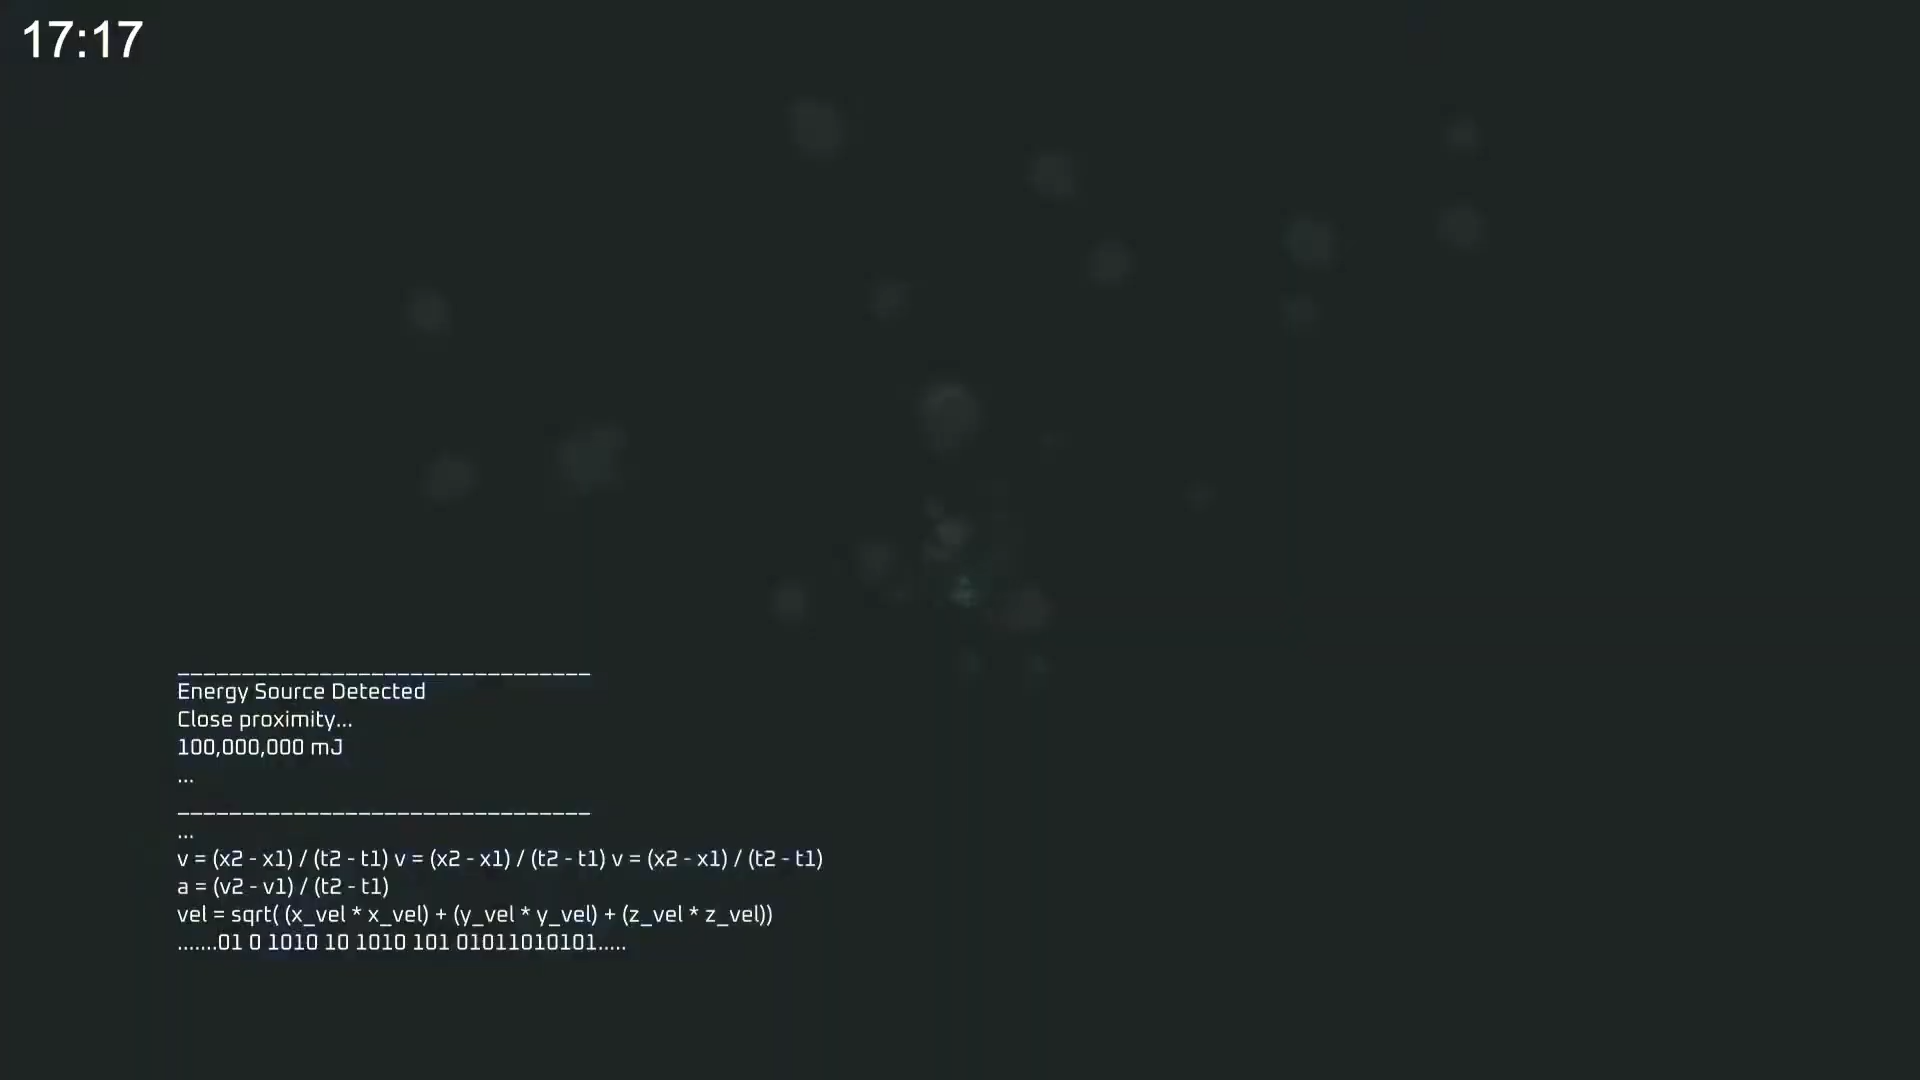 17:17
________________________________
Energy Source Detected
Close proximity...
100,000,000 mJ
...
________________________________
...
v = (x2 - x1) / (t2 - t1) v = (x2 - x1) / (t2 - t1) v = (x2 - x1) / (t2 - t1)
a = (v2 - v1) / (t2 - t1)
vel = sqrt( (x_vel * x_vel) + (y_vel * y_vel) + (z_vel * z_vel))
.......01 0 1010 10 1010 101 01011010101.....